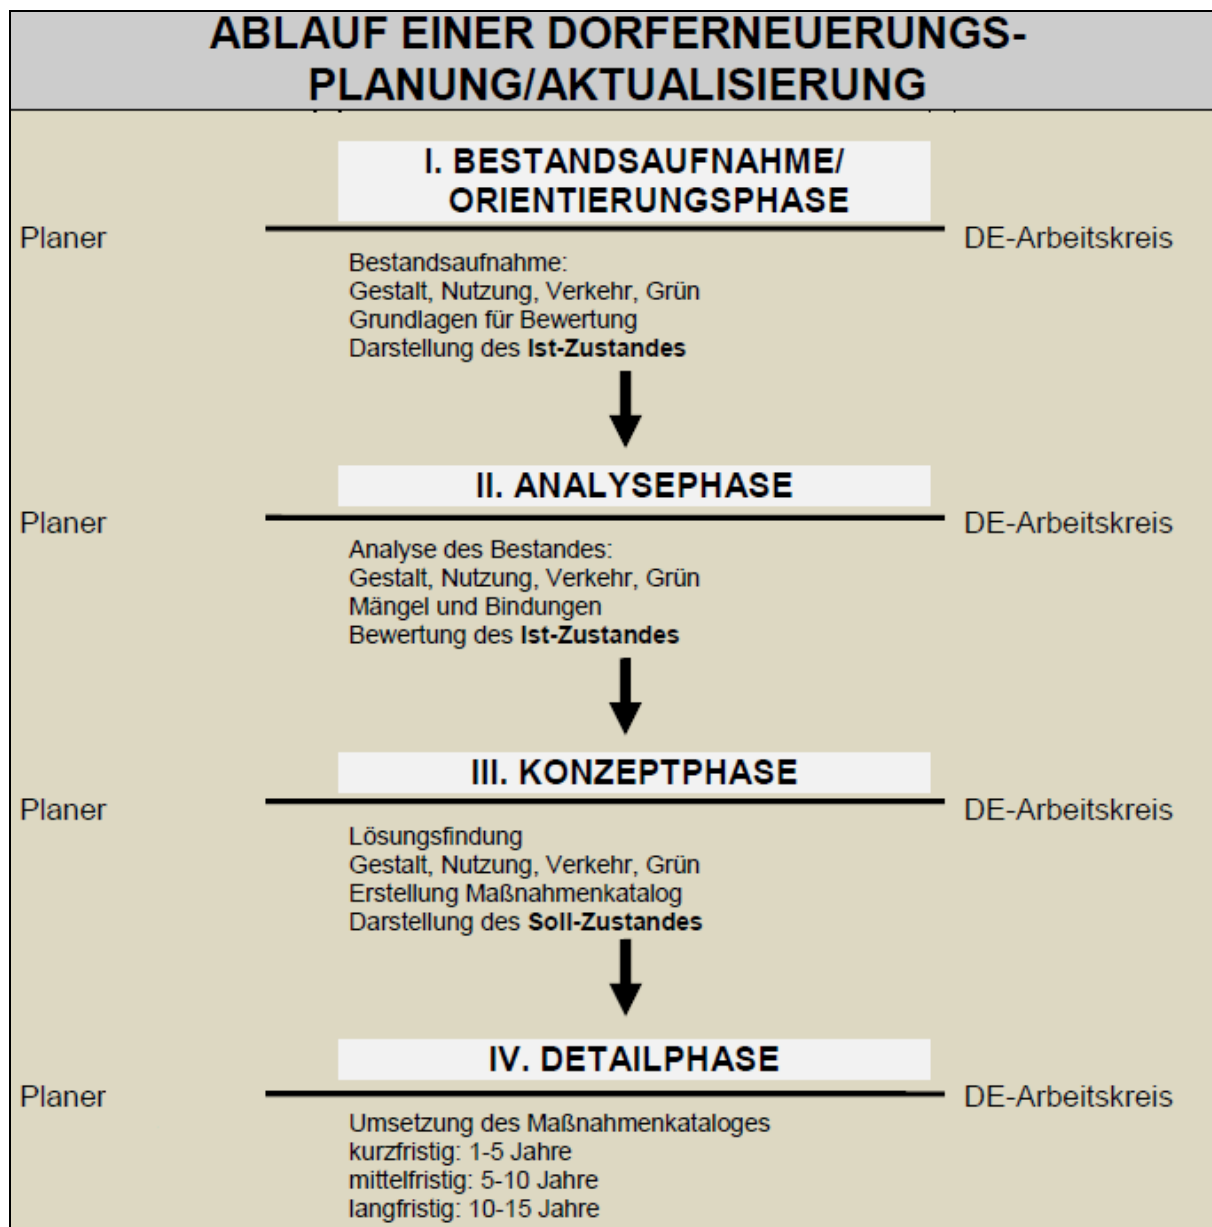 ABLAUF EINER DORFERNEUERUNGS-
PLANUNG/AKTUALISIERUNG
I. BESTANDSAUFNAHME/
ORIENTIERUNGSPHASE
Planer
DE-Arbeitskreis
Bestandsaufnahme:
Gestalt, Nutzung, Verkehr, Grün
Grundlagen für Bewertung
Darstellung des Ist-Zustandes
II. ANALYSEPHASE
Planer
DE-Arbeitskreis
Analyse des Bestandes:
Gestalt, Nutzung, Verkehr, Grün
Mängel und Bindungen
Bewertung des Ist-Zustandes
III. KONZEPTPHASE
Planer
DE-Arbeitskreis
Lösungsfindung
Gestalt, Nutzung, Verkehr, Grün
Erstellung Maßnahmenkatalog
Darstellung des Soll-Zustandes
IV. DETAILPHASE
Planer
DE-Arbeitskreis
Umsetzung des Maßnahmenkataloges
kurzfristig: 1-5 Jahre
mittelfristig: 5-10 Jahre
langfristig: 10-15 Jahre